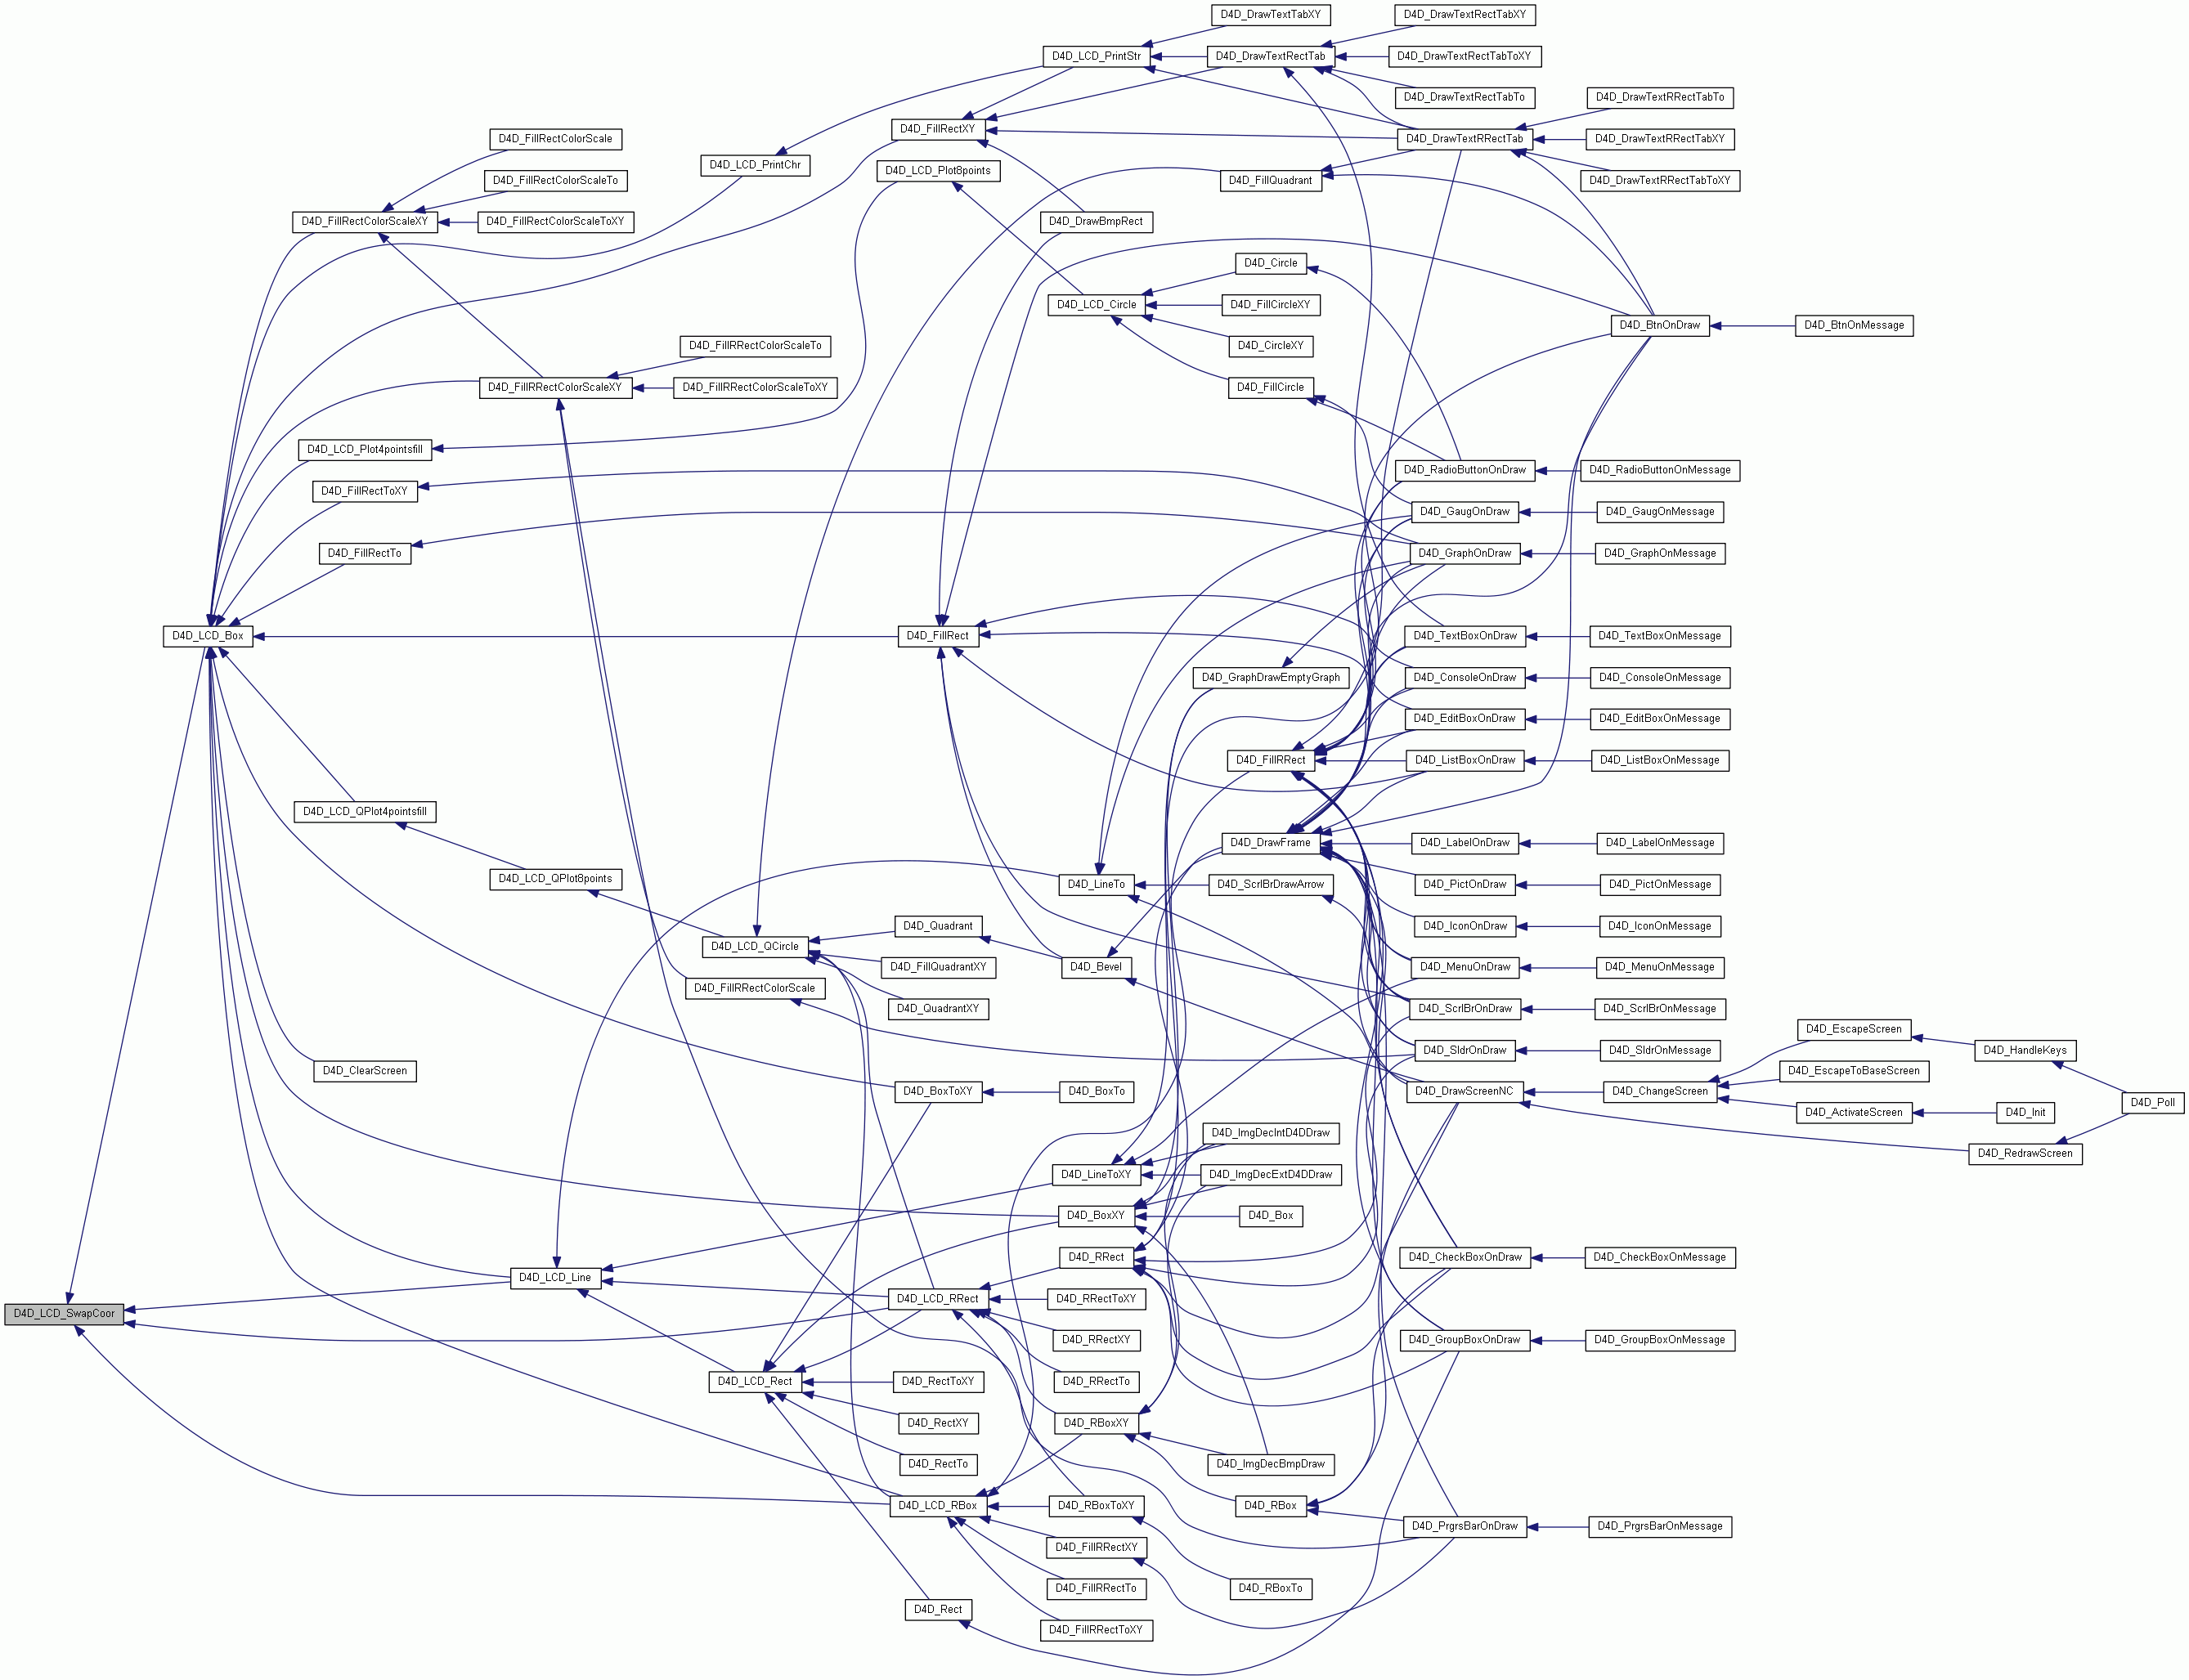 D4D_DrawTextTabXY
D4D_DrawTextRectTabXY
D4D_LCD_PrintStr
D4D_DrawTextRectTab
D4D_DrawTextRectTabToXY
D4D_DrawTextRectTabTo
D4D_DrawTextRRectTabTo
D4D_FillRectXY
D4D_FillRectColorScale
D4D_DrawTextRRectTab
D4D_DrawTextRRectTabXY
D4D_LCD_PrintChr
D4D_LCD_Plot8points
D4D_FillRectColorScaleTo
D4D_FillQuadrant
D4D_DrawTextRRectTabToXY
D4D_FillRectColorScaleXY
D4D_FillRectColorScaleToXY
D4D_DrawBmpRect
D4D_Circle
D4D_LCD_Circle
D4D_FillCircleXY
D4D_BtnOnDraw
D4D_BtnOnMessage
D4D_FillRRectColorScaleTo
D4D_CircleXY
D4D_FillRRectColorScaleXY
D4D_FillRRectColorScaleToXY
D4D_FillCircle
D4D_LCD_Plot4pointsfill
D4D_RadioButtonOnDraw
D4D_RadioButtonOnMessage
D4D_FillRectToXY
D4D_GaugOnDraw
D4D_GaugOnMessage
D4D_FillRectTo
D4D_GraphOnDraw
D4D_GraphOnMessage
D4D_LCD_Box
D4D_FillRect
D4D_TextBoxOnDraw
D4D_TextBoxOnMessage
D4D_GraphDrawEmptyGraph
D4D_ConsoleOnDraw
D4D_ConsoleOnMessage
D4D_EditBoxOnDraw
D4D_EditBoxOnMessage
D4D_FillRRect
D4D_ListBoxOnDraw
D4D_ListBoxOnMessage
D4D_LCD_QPlot4pointsfill
D4D_DrawFrame
D4D_LabelOnDraw
D4D_LabelOnMessage
D4D_LCD_QPlot8points
D4D_LineTo
D4D_ScrlBrDrawArrow
D4D_PictOnDraw
D4D_PictOnMessage
D4D_Quadrant
D4D_IconOnDraw
D4D_IconOnMessage
D4D_LCD_QCircle
D4D_FillQuadrantXY
D4D_Bevel
D4D_MenuOnDraw
D4D_MenuOnMessage
D4D_FillRRectColorScale
D4D_QuadrantXY
D4D_ScrlBrOnDraw
D4D_ScrlBrOnMessage
D4D_EscapeScreen
D4D_SldrOnDraw
D4D_SldrOnMessage
D4D_HandleKeys
D4D_ClearScreen
D4D_EscapeToBaseScreen
D4D_BoxToXY
D4D_BoxTo
D4D_DrawScreenNC
D4D_ChangeScreen
D4D_Poll
D4D_ActivateScreen
D4D_Init
D4D_ImgDecIntD4DDraw
D4D_RedrawScreen
D4D_LineToXY
D4D_ImgDecExtD4DDraw
D4D_BoxXY
D4D_Box
D4D_RRect
D4D_CheckBoxOnDraw
D4D_CheckBoxOnMessage
D4D_LCD_Line
D4D_LCD_RRect
D4D_RRectToXY
D4D_LCD_SwapCoor
D4D_RRectXY
D4D_GroupBoxOnDraw
D4D_GroupBoxOnMessage
D4D_LCD_Rect
D4D_RectToXY
D4D_RRectTo
D4D_RectXY
D4D_RBoxXY
D4D_RectTo
D4D_ImgDecBmpDraw
D4D_LCD_RBox
D4D_RBoxToXY
D4D_RBox
D4D_PrgrsBarOnDraw
D4D_PrgrsBarOnMessage
D4D_FillRRectXY
D4D_FillRRectTo
D4D_RBoxTo
D4D_Rect
D4D_FillRRectToXY